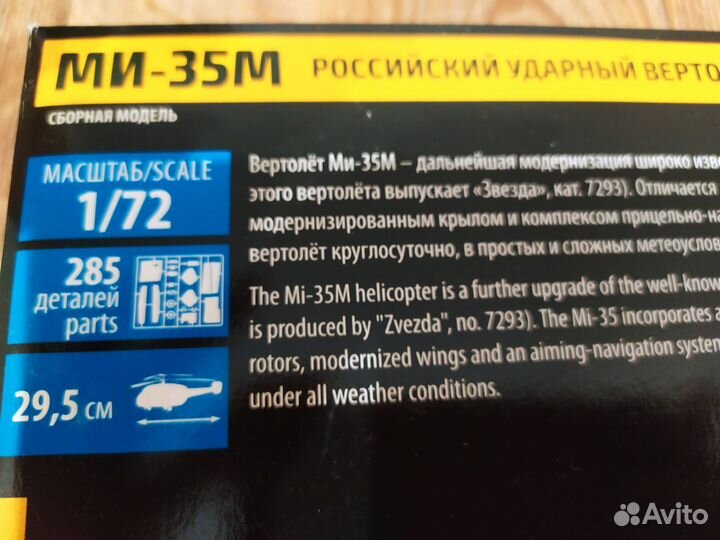 МИ-35М РОССИЙСКИЙ УДАРНЫЙ ВЕРТО
СБОРНАЯ МОДЕЛЬ
МАСШТАБ/SCALE
1/72
285
деталей
parts
29,5 см
Вертолёт Ми-35М – дальнейшая модернизация широко изве
этого вертолёта выпускает «Звезда», кат. 7293). Отличается
модернизированным крылом и комплексом прицельно-на
вертолёт круглосуточно, в простых и сложных метеоуслов
The Mi-35M helicopter is a further upgrade of the well-know
is produced by "Zvezda", no. 7293). The Mi-35 incorporates a
rotors, modernized wings and an aiming-navigation system
under all weather conditions.
Avito